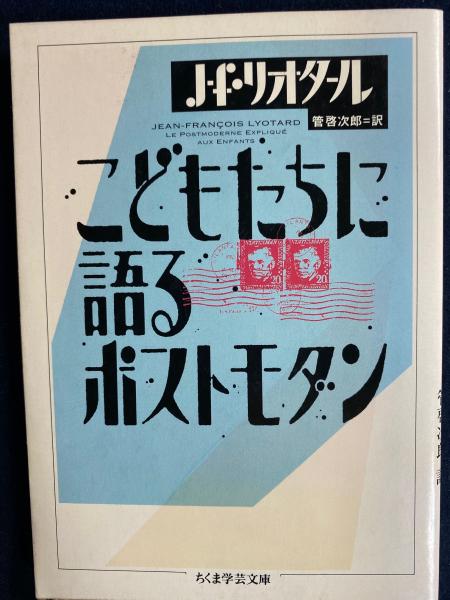 J・F・リオタール
JEAN-FRANÇOIS LYOTARD
LE POSTMODERNE EXPLIQUÉ
AUX ENFANTS
管啓次郎=訳
こどもたちに
語る
ポストモダン
20
20
ちくま学芸文庫